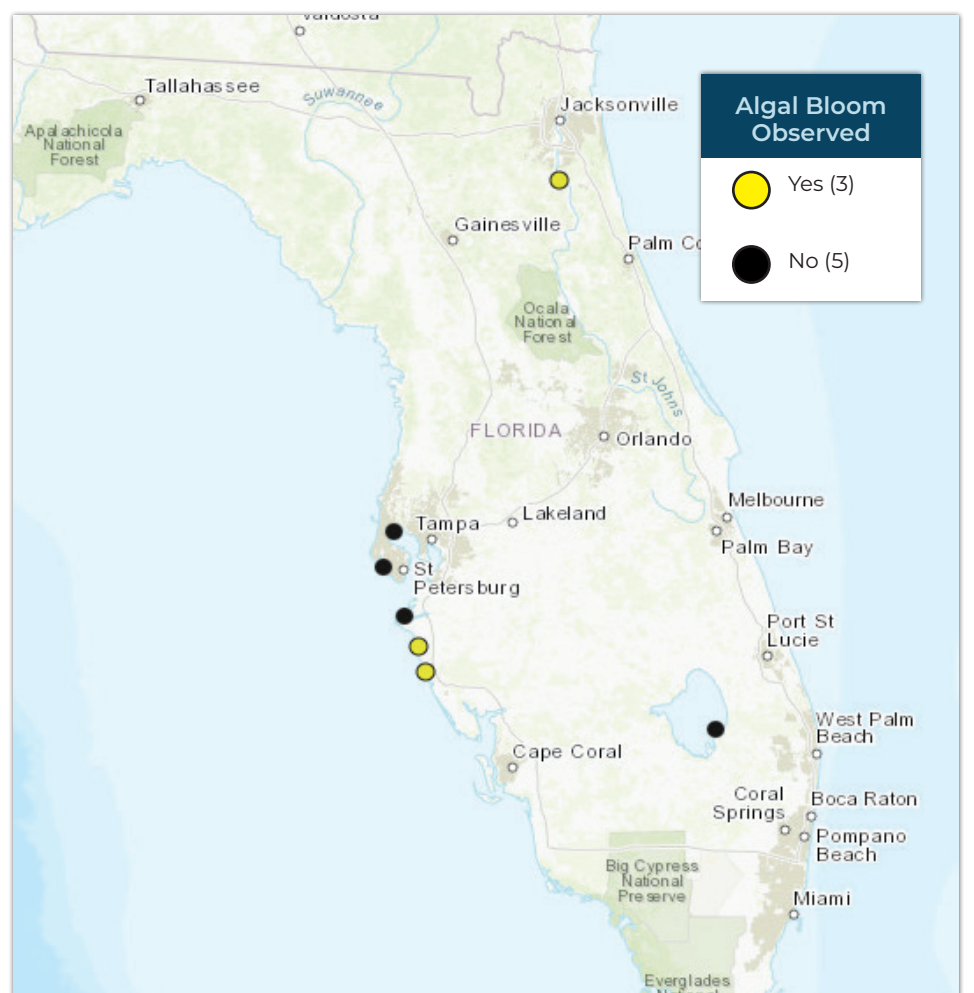 Valdosta
Tallahassee
Suwannee
Jacksonville
Apalachicola
National
Forest
Algal Bloom
Observed
Yes (3)
No (5)
Gainesville
Palm
Ocala
National
Forest
St Johns
FLORIDA
Orlando
Melbourne
Lakeland
Tampa
Palm Bay
St
Petersburg
Port St
Lucie
West Palm
Beach
Cape Coral
Coral
Springs
Boca Raton
Pompano
Beach
Big Cypress
National
Preserve
Miami
Everglades